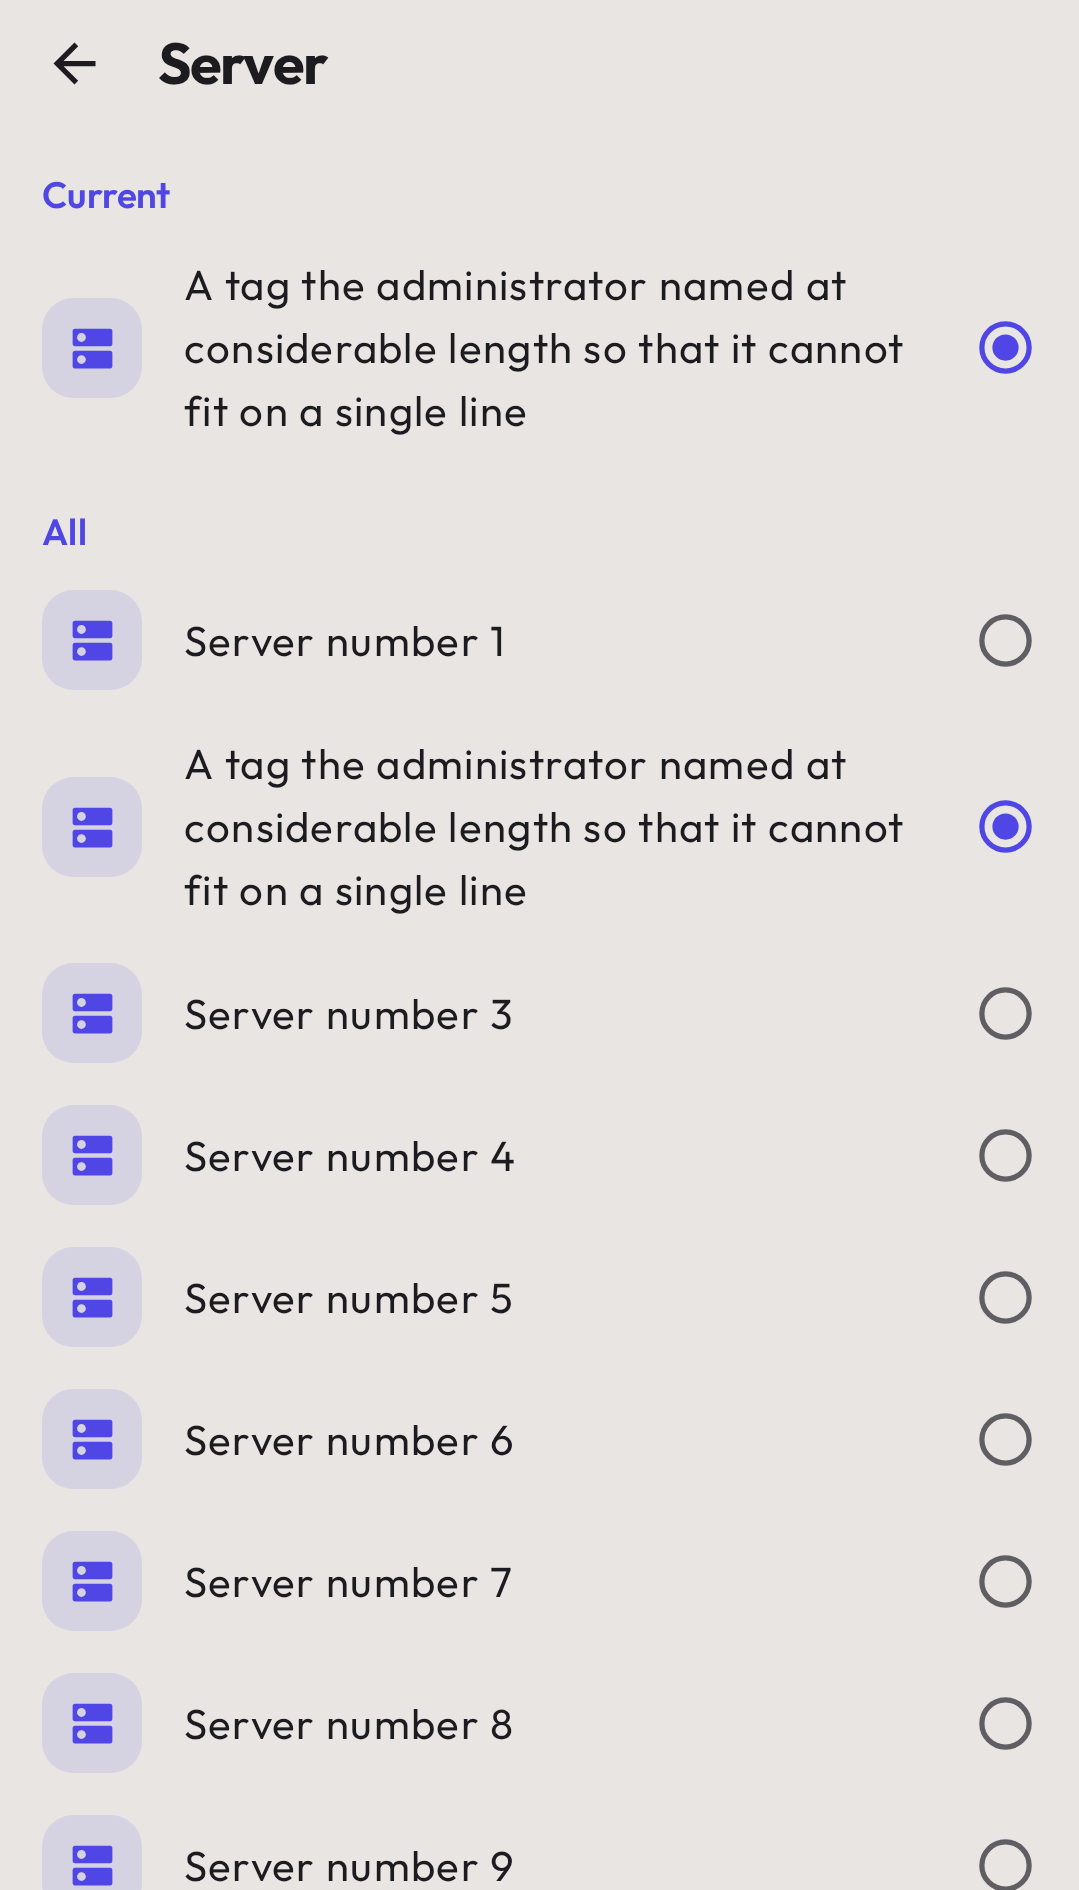 Server
Current
A tag the administrator named at
considerable length so that it cannot
fit on a single line
All
Server number 1
A tag the administrator named at
considerable length so that it cannot
fit on a single line
Server number 3
Server number 4
Server number 5
Server number 6
Server number 7
Server number 8
Server number 9